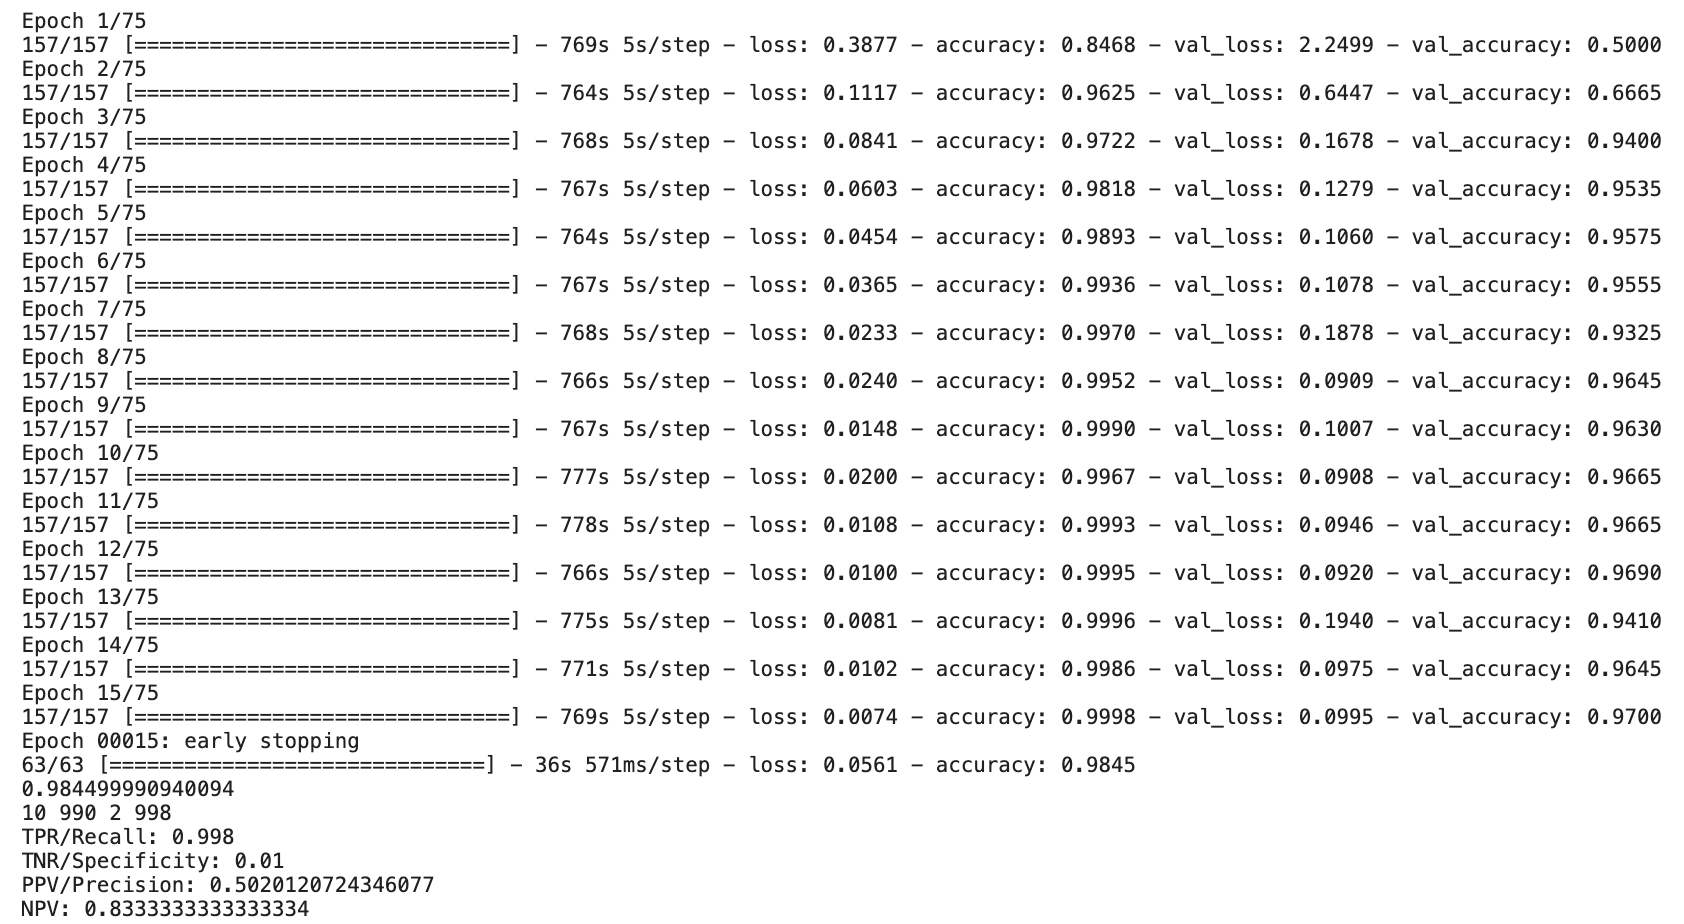 Epoch 1/75
157/157 [==============================] - 769s 5s/step - loss: 0.3877 - accuracy: 0.8468 - val_loss: 2.2499 - val_accuracy: 0.5000
Epoch 2/75
157/157 [==============================] - 764s 5s/step - loss: 0.1117 - accuracy: 0.9625 - val_loss: 0.6447 - val_accuracy: 0.6665
Epoch 3/75
157/157 [==============================] - 768s 5s/step - loss: 0.0841 - accuracy: 0.9722 - val_loss: 0.1678 - val_accuracy: 0.9400
Epoch 4/75
157/157 [==============================] - 767s 5s/step - loss: 0.0603 - accuracy: 0.9818 - val_loss: 0.1279 - val_accuracy: 0.9535
Epoch 5/75
157/157 [==============================] - 764s 5s/step - loss: 0.0454 - accuracy: 0.9893 - val_loss: 0.1060 - val_accuracy: 0.9575
Epoch 6/75
157/157 [==============================] - 767s 5s/step - loss: 0.0365 - accuracy: 0.9936 - val_loss: 0.1078 - val_accuracy: 0.9555
Epoch 7/75
157/157 [==============================] - 768s 5s/step - loss: 0.0233 - accuracy: 0.9970 - val_loss: 0.1878 - val_accuracy: 0.9325
Epoch 8/75
157/157 [==============================] - 766s 5s/step - loss: 0.0240 - accuracy: 0.9952 - val_loss: 0.0909 - val_accuracy: 0.9645
Epoch 9/75
157/157 [==============================] - 767s 5s/step - loss: 0.0148 - accuracy: 0.9990 - val_loss: 0.1007 - val_accuracy: 0.9630
Epoch 10/75
157/157 [==============================] - 777s 5s/step - loss: 0.0200 - accuracy: 0.9967 - val_loss: 0.0908 - val_accuracy: 0.9665
Epoch 11/75
157/157 [==============================] - 778s 5s/step - loss: 0.0108 - accuracy: 0.9993 - val_loss: 0.0946 - val_accuracy: 0.9665
Epoch 12/75
157/157 [==============================] - 766s 5s/step - loss: 0.0100 - accuracy: 0.9995 - val_loss: 0.0920 - val_accuracy: 0.9690
Epoch 13/75
157/157 [==============================] - 775s 5s/step - loss: 0.0081 - accuracy: 0.9996 - val_loss: 0.1940 - val_accuracy: 0.9410
Epoch 14/75
157/157 [==============================] - 771s 5s/step - loss: 0.0102 - accuracy: 0.9986 - val_loss: 0.0975 - val_accuracy: 0.9645
Epoch 15/75
157/157 [==============================] - 769s 5s/step - loss: 0.0074 - accuracy: 0.9998 - val_loss: 0.0995 - val_accuracy: 0.9700
Epoch 00015: early stopping
63/63 [==============================] - 36s 571ms/step - loss: 0.0561 - accuracy: 0.9845
0.984499990940094
10 990 2 998
TPR/Recall: 0.998
TNR/Specificity: 0.01
PPV/Precision: 0.5020120724346077
NPV: 0.8333333333333334